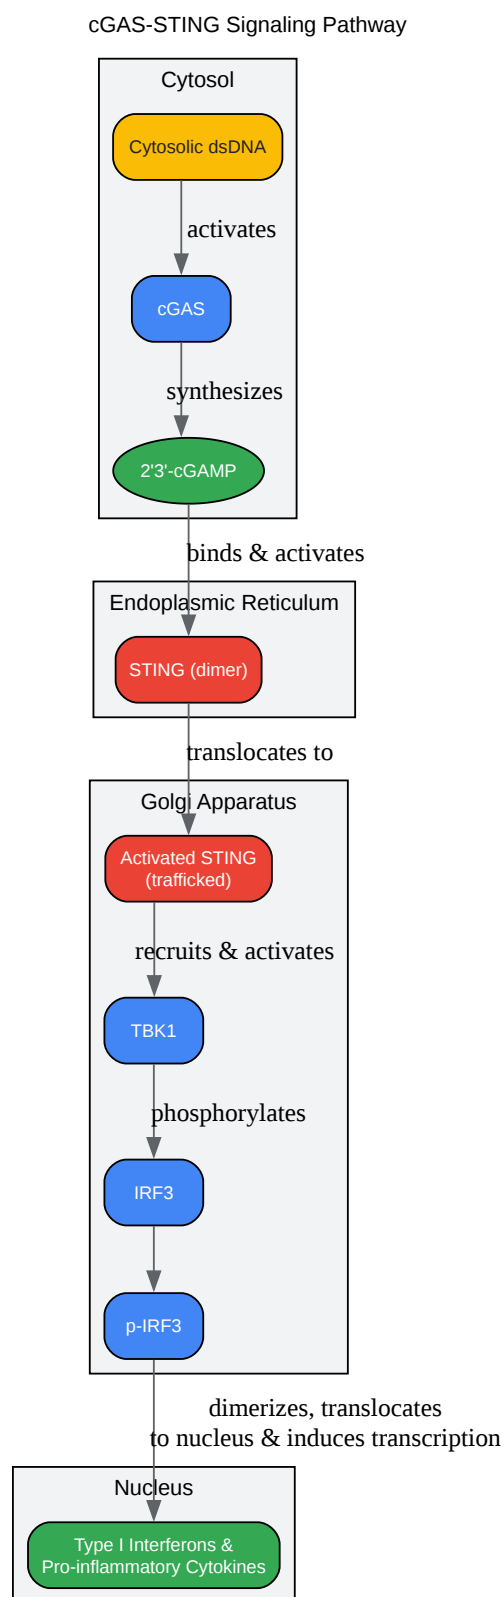 cGAS-STING Signaling Pathway
Cytosol
Cytosolic dsDNA
activates
cGAS
synthesizes
2'3'-cGAMP
binds & activates
Endoplasmic Reticulum
STING (dimer)
translocates to
Golgi Apparatus
Activated STING
(trafficked)
recruits & activates
TBK1
phosphorylates
IRF3
p-IRF3
dimerizes, translocates
to nucleus & induces transcription
Nucleus
Type I Interferons &
Pro-inflammatory Cytokines